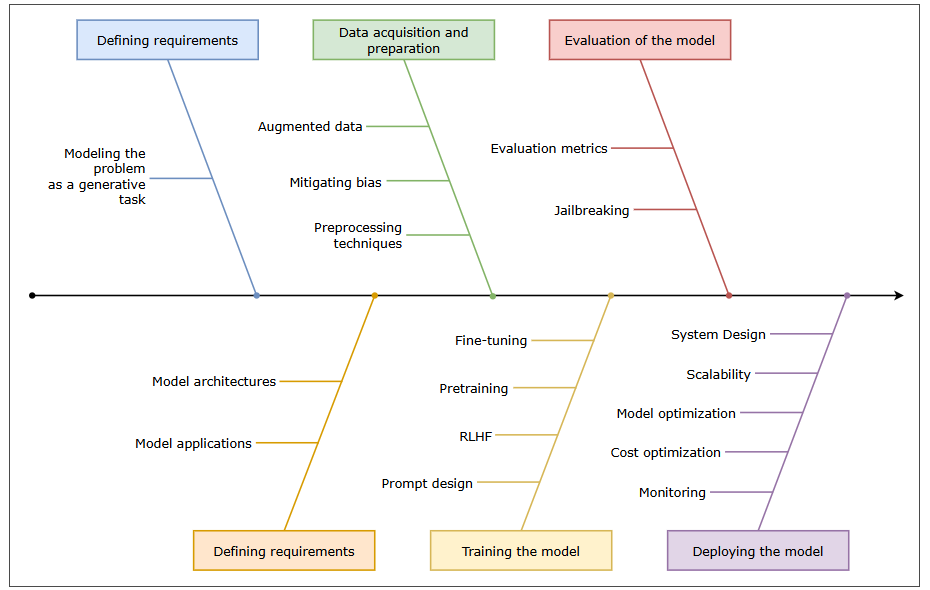 Defining requirements
Data acquisition and
preparation
Evaluation of the model
Modeling the
problem
as a generative
task
Augmented data
Mitigating bias
Preprocessing
techniques
Evaluation metrics
Jailbreaking
Model architectures
Model applications
Fine-tuning
Pretraining
RLHF
Prompt design
System Design
Scalability
Model optimization
Cost optimization
Monitoring
Defining requirements
Training the model
Deploying the model